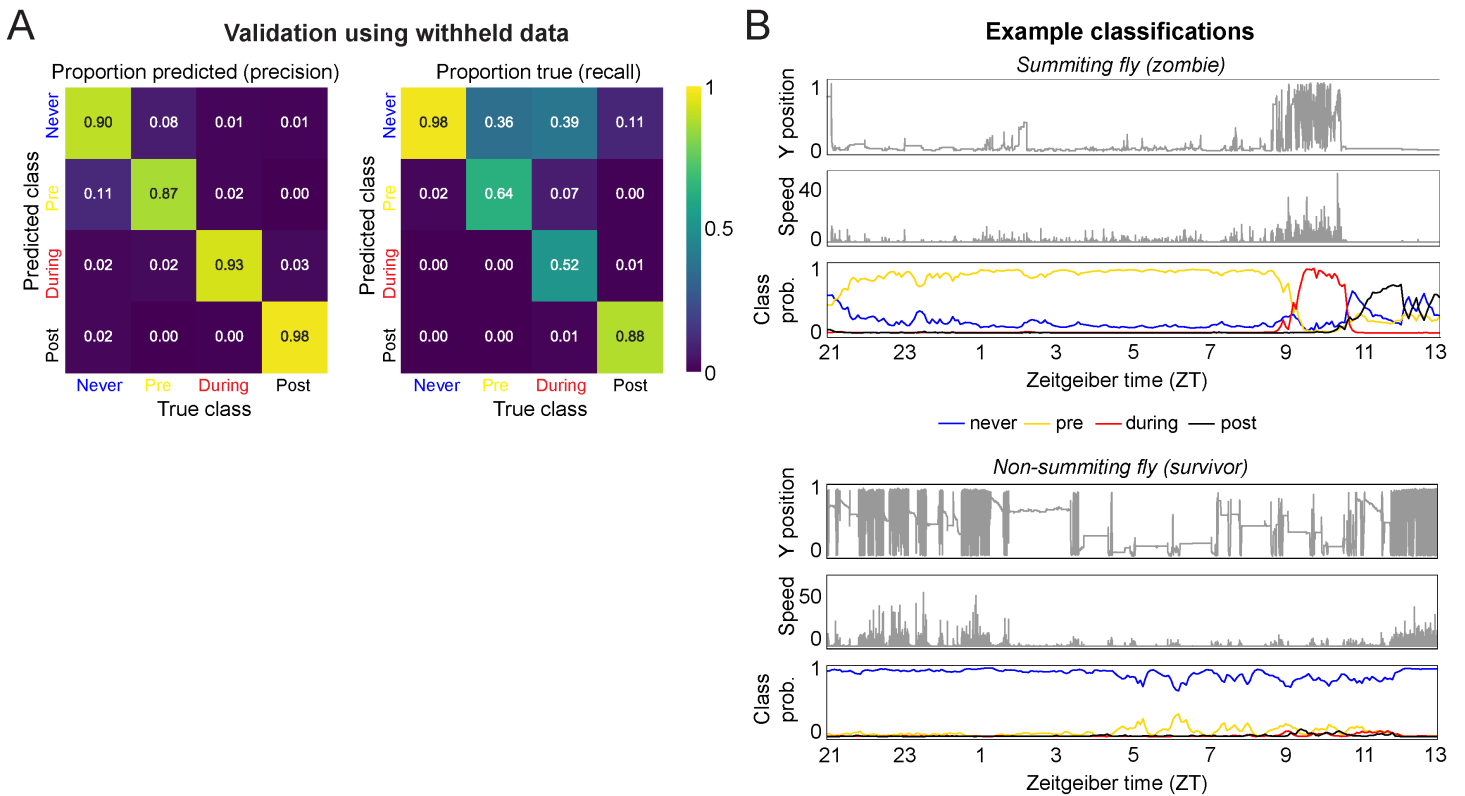 A
Validation using withheld data
Proportion predicted (precision)
Proportion true (recall)
Predicted class
Never
Pre
During
Post
0.90 0.08 0.01 0.01
0.11 0.87 0.02 0.00
0.02 0.02 0.93 0.03
0.02 0.00 0.00 0.98
Never Pre During Post
True class
Predicted class
Never
Pre
During
Post
0.98 0.36 0.39 0.11
0.02 0.64 0.07 0.00
0.00 0.00 0.52 0.01
0.00 0.00 0.01 0.88
Never Pre During Post
True class
1
0.5
0
B
Example classifications
Summiting fly (zombie)
Y position
1
0
Speed
40
0
Class
prob.
1
0
21 23 1 3 5 7 9 11 13
Zeitgeiber time (ZT)
never pre during post
Non-summiting fly (survivor)
Y position
1
0
Speed
50
0
Class
prob.
1
0
21 23 1 3 5 7 9 11 13
Zeitgeiber time (ZT)